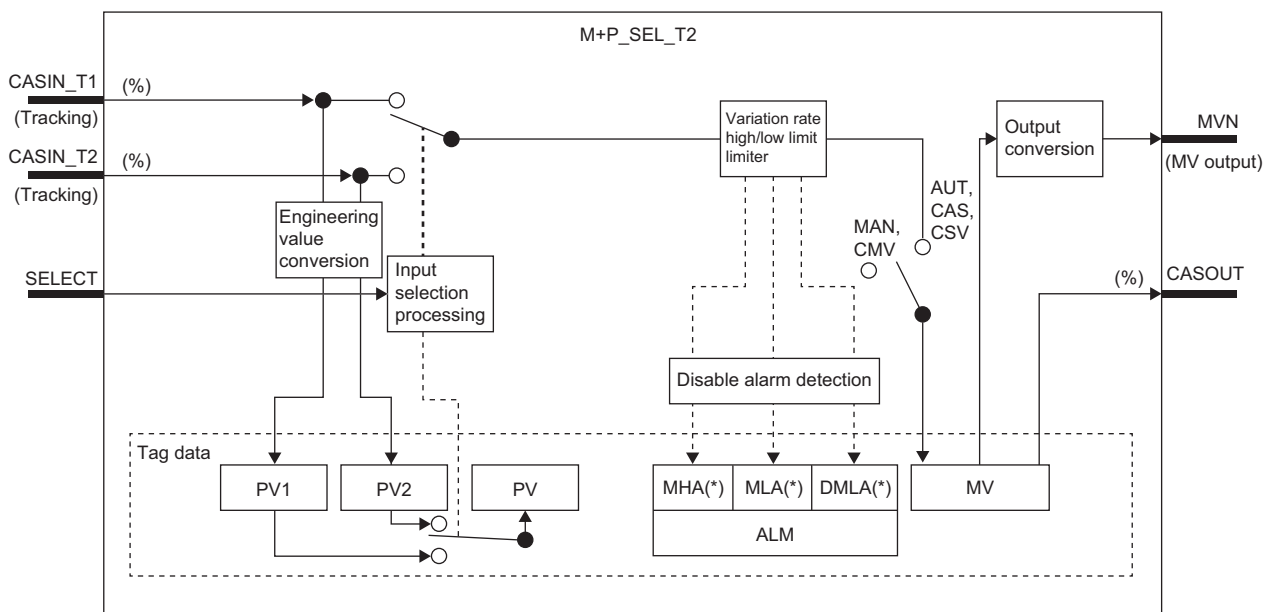 M+P_SEL_T2
CASIN_T1
(%)
(Tracking)
CASIN_T2
(%)
(Tracking)
SELECT
Engineering
value
conversion
Input
selection
processing
Variation rate
high/low limit
limiter
Output
conversion
MVN
(MV output)
AUT,
CAS,
CSV
MAN,
CMV
(%)
CASOUT
Disable alarm detection
Tag data
PV1
PV2
PV
MHA(*)
MLA(*)
DMLA(*)
ALM
MV